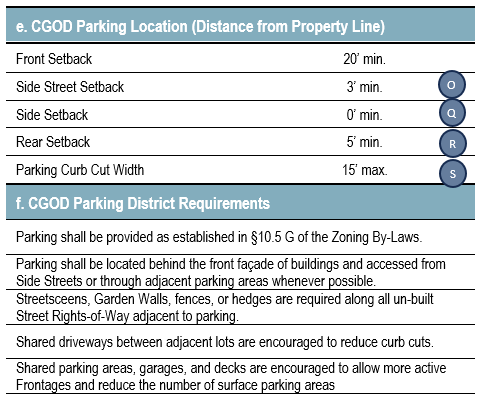 e. CGOD Parking Location (Distance from Property Line)
Front Setback 20' min.
Side Street Setback 3' min. O
Side Setback 0' min. Q
Rear Setback 5' min. R
Parking Curb Cut Width 15' max. S
f. CGOD Parking District Requirements
Parking shall be provided as established in §10.5 G of the Zoning By-Laws.
Parking shall be located behind the front façade of buildings and accessed from
Side Streets or through adjacent parking areas whenever possible.
Streetsceens, Garden Walls, fences, or hedges are required along all un-built
Street Rights-of-Way adjacent to parking.
Shared driveways between adjacent lots are encouraged to reduce curb cuts.
Shared parking areas, garages, and decks are encouraged to allow more active
Frontages and reduce the number of surface parking areas